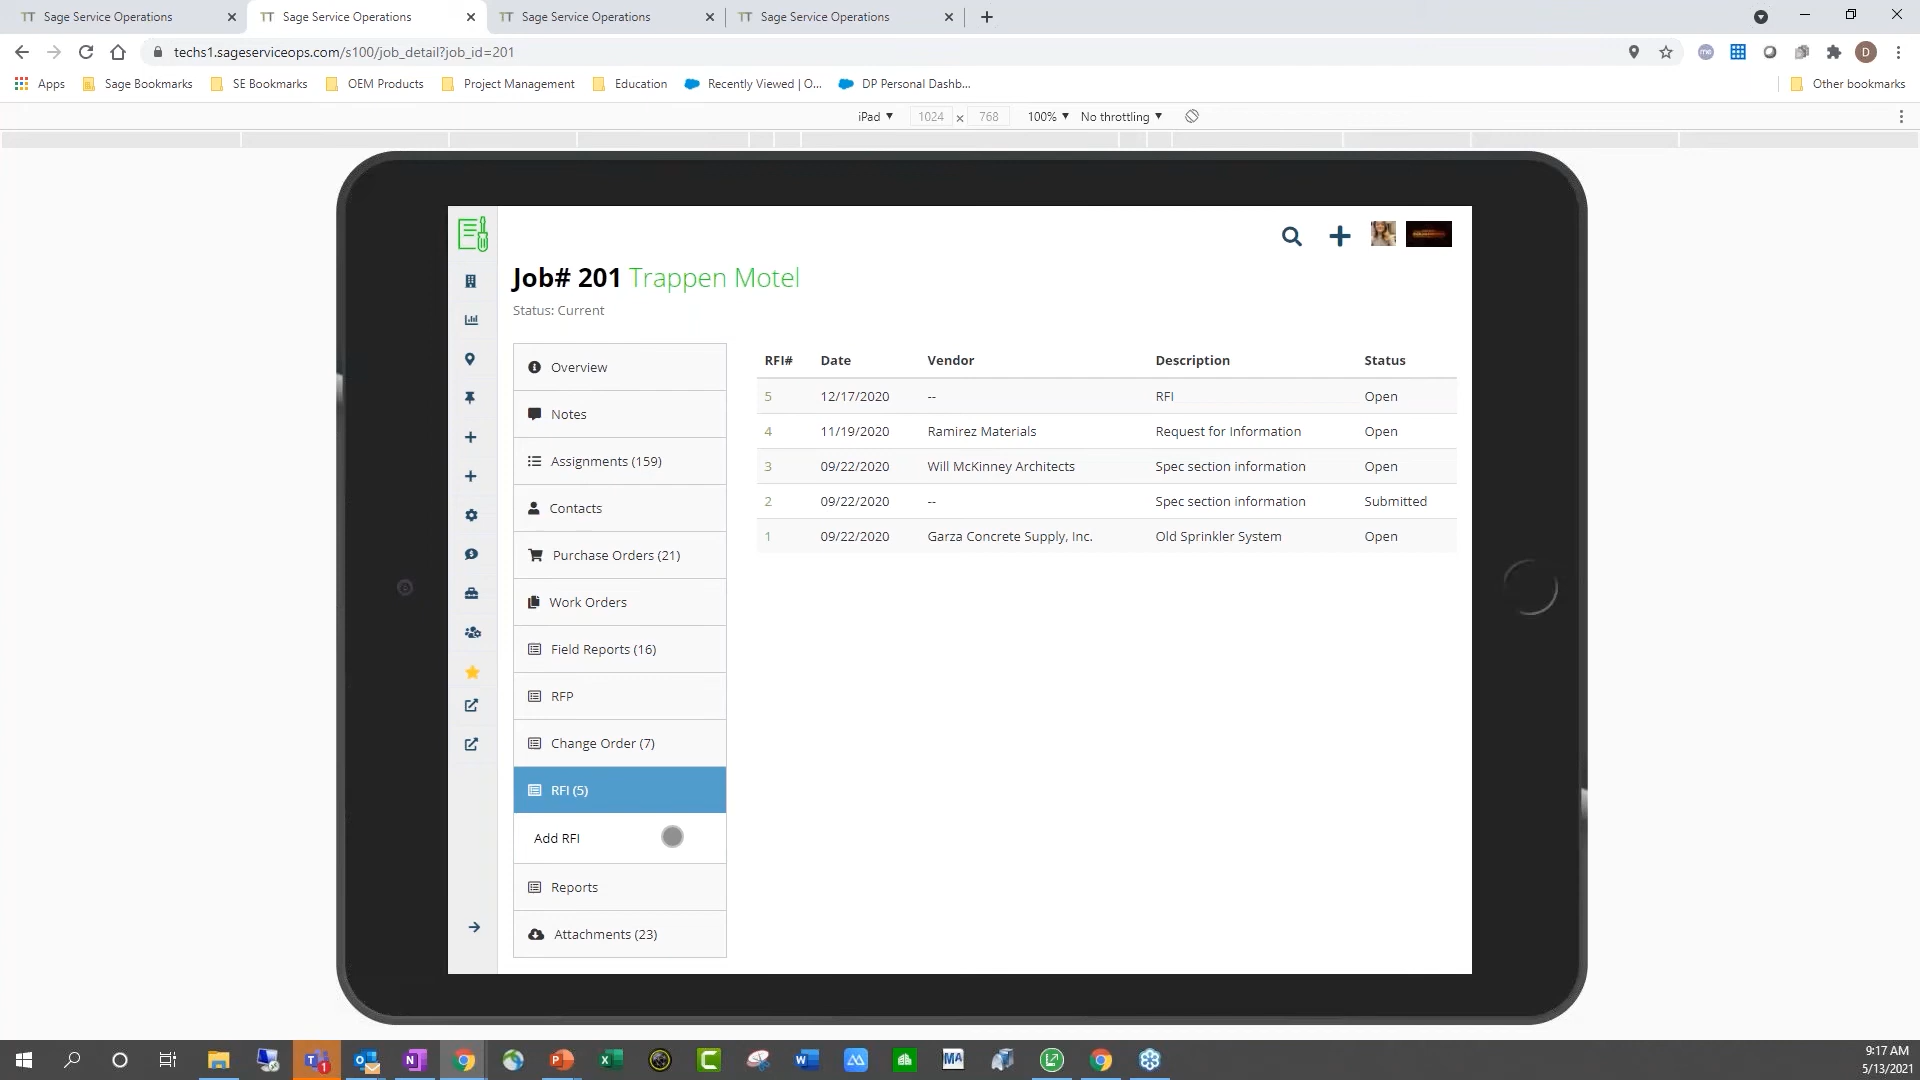 TT Sage Service Operations TT Sage Service Operations TT Sage Service Operations TT Sage Service Operations
techs1.sageserviceops.com/s100/job_detail?job_id=201 D
Apps Sage Bookmarks SE Bookmarks OEM Products Project Management Education Recently Viewed | O... DP Personal Dashb... Other bookmarks
iPad 1024 x 768 100% No throttling
Job# 201 Trappen Motel
Status: Current
Overview
Notes
Assignments (159)
Contacts
Purchase Orders (21)
Work Orders
Field Reports (16)
RFP
Change Order (7)
RFI (5)
Add RFI
Reports
Attachments (23)
RFI# Date Vendor Description Status
5 12/17/2020 -- RFI Open
4 11/19/2020 Ramirez Materials Request for Information Open
3 09/22/2020 Will McKinney Architects Spec section information Open
2 09/22/2020 -- Spec section information Submitted
1 09/22/2020 Garza Concrete Supply, Inc. Old Sprinkler System Open
9:17 AM
5/13/2021